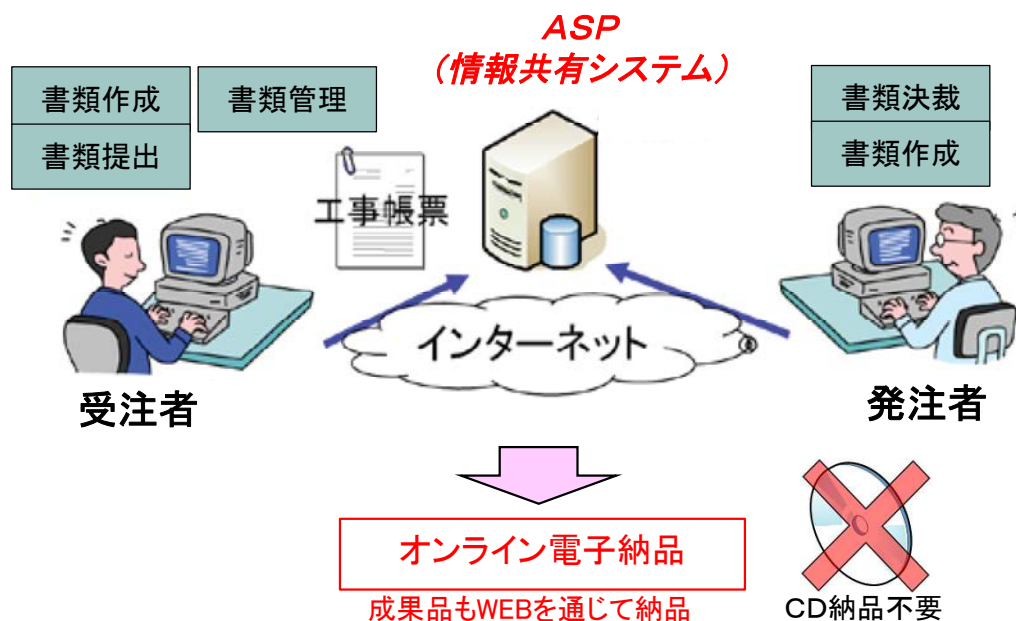 ASP
(情報共有システム)
書類作成
書類管理
書類提出
書類決裁
書類作成
工事帳票
インターネット
受注者
発注者
オンライン電子納品
成果品もWEBを通じて納品
CD納品不要